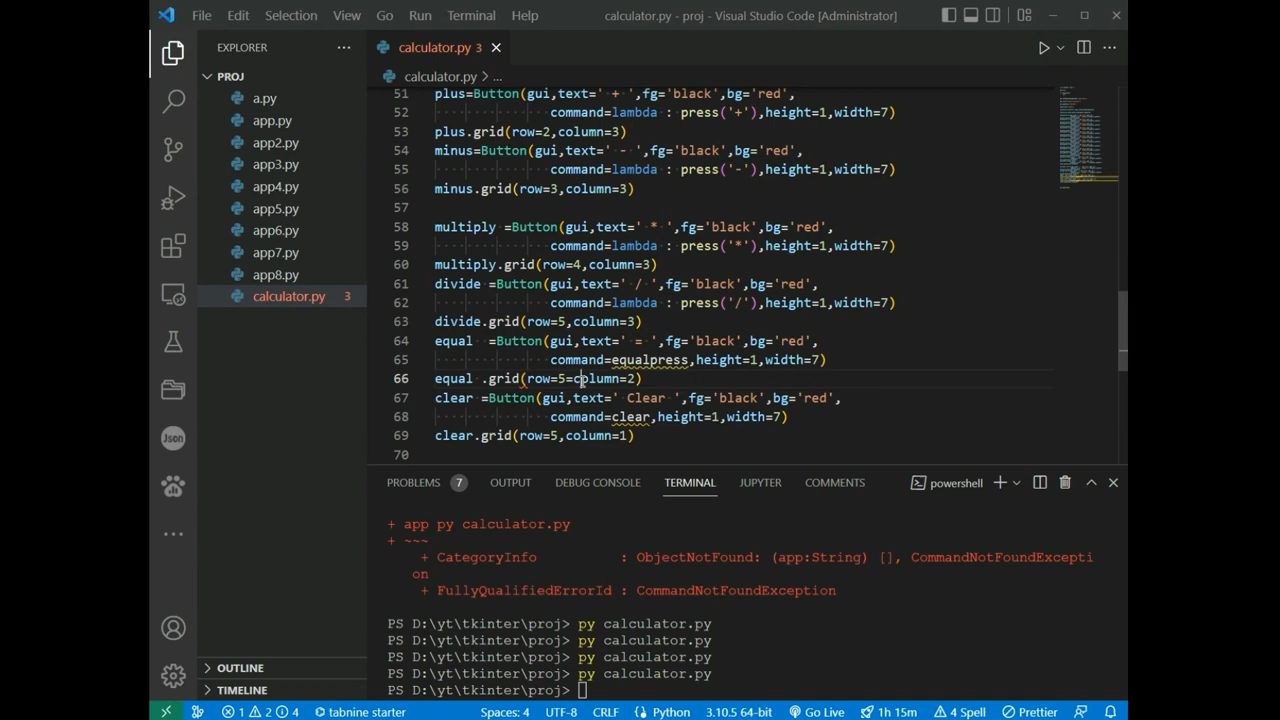 File Edit Selection View Go Run Terminal Help calculator.py - proj - Visual Studio Code [Administrator]
EXPLORER
PROJ
a.py
app.py
app2.py
app3.py
app4.py
app5.py
app6.py
app7.py
app8.py
calculator.py 3
OUTLINE
TIMELINE
Json
calculator.py 3
calculator.py > ...
51 plus=Button(gui,text=' + ',fg='black',bg='red',
52 command=lambda : press('+'),height=1,width=7)
53 plus.grid(row=2,column=3)
54 minus=Button(gui,text=' - ',fg='black',bg='red',
55 command=lambda : press('-'),height=1,width=7)
56 minus.grid(row=3,column=3)
57
58 multiply =Button(gui,text=' * ',fg='black',bg='red',
59 command=lambda : press('*'),height=1,width=7)
60 multiply.grid(row=4,column=3)
61 divide =Button(gui,text=' / ',fg='black',bg='red',
62 command=lambda : press('/'),height=1,width=7)
63 divide.grid(row=5,column=3)
64 equal  =Button(gui,text=' = ',fg='black',bg='red',
65 command=equalpress,height=1,width=7)
66 equal .grid(row=5=column=2)
67 clear =Button(gui,text=' Clear ',fg='black',bg='red',
68 command=clear,height=1,width=7)
69 clear.grid(row=5,column=1)
70
PROBLEMS 7 OUTPUT DEBUG CONSOLE TERMINAL JUPYTER COMMENTS powershell
+ app py calculator.py
+ ~~~
+ CategoryInfo : ObjectNotFound: (app:String) [], CommandNotFoundExcepti
on
+ FullyQualifiedErrorId : CommandNotFoundException
PS D:\yt\tkinter\proj> py calculator.py
PS D:\yt\tkinter\proj> py calculator.py
PS D:\yt\tkinter\proj> py calculator.py
PS D:\yt\tkinter\proj> py calculator.py
PS D:\yt\tkinter\proj>
1 2 4 tabnine starter Spaces: 4 UTF-8 CRLF Python 3.10.5 64-bit Go Live 1h 15m 4 Spell Prettier